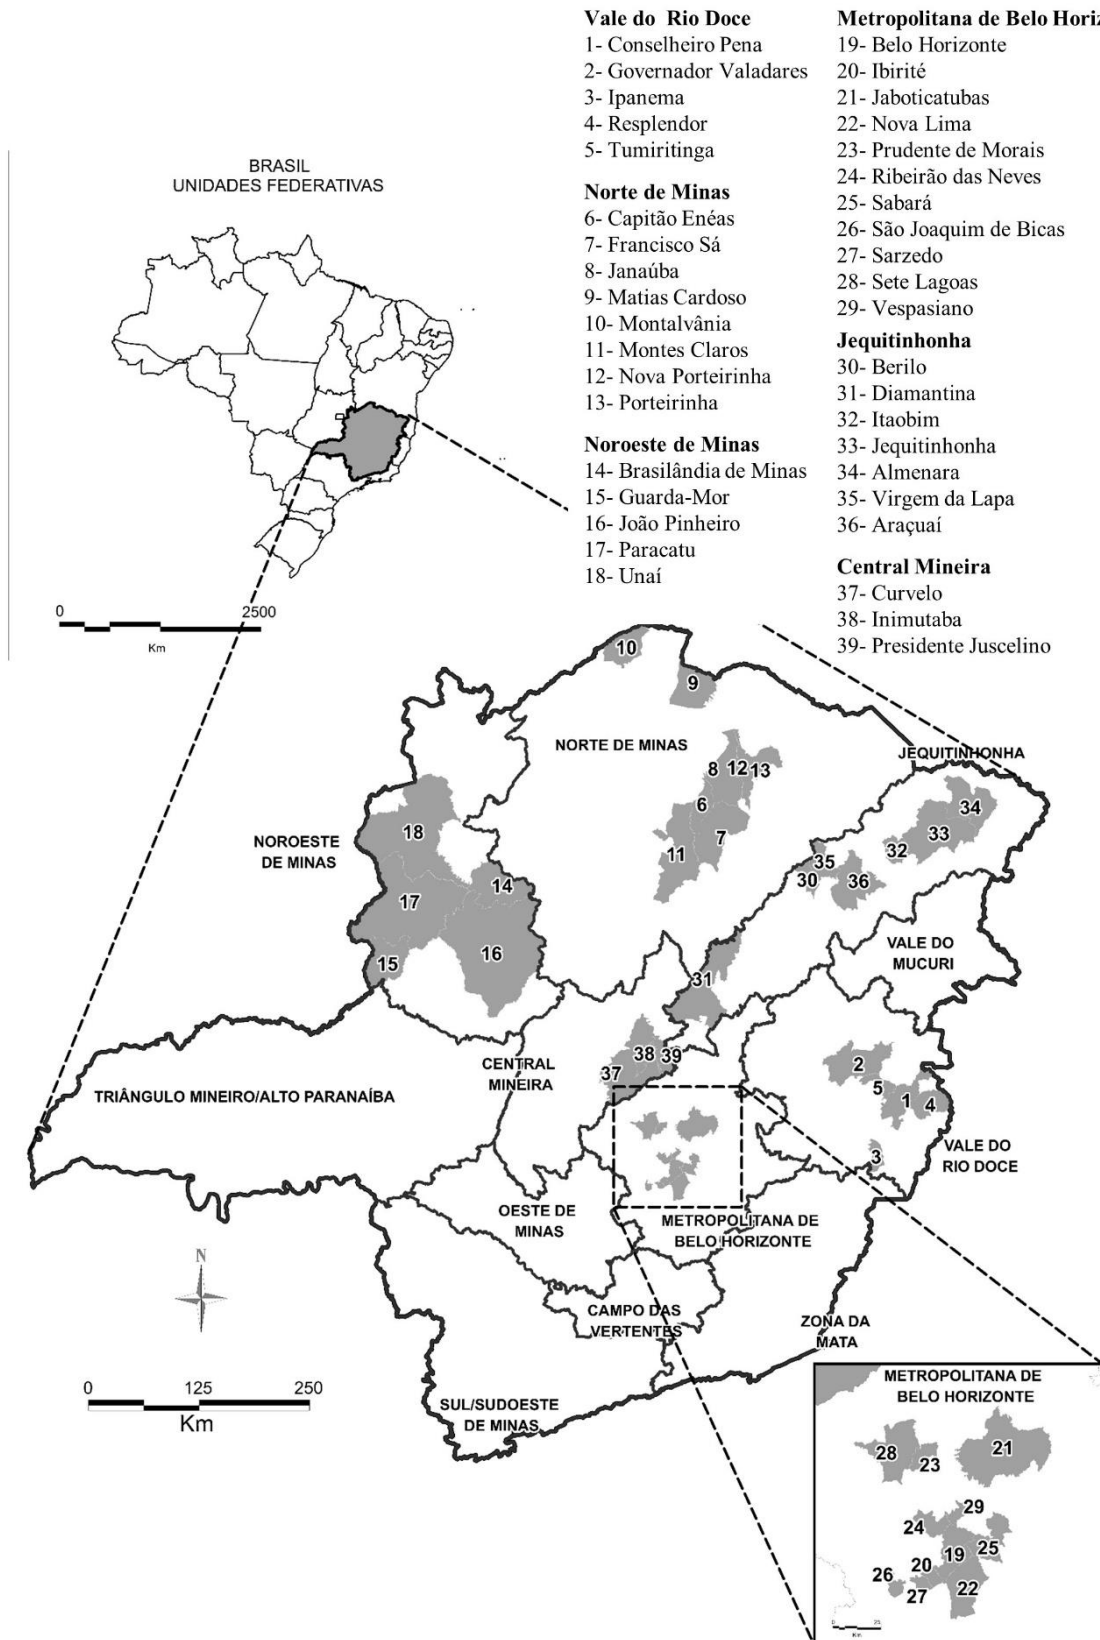 Vale do Rio Doce
1- Conselheiro Pena
2- Governador Valadares
3- Ipanema
4- Resplendor
5- Tumiritinga
Norte de Minas
6- Capitão Enéas
7- Francisco Sá
8- Janaúba
9- Matias Cardoso
10- Montalvânia
11- Montes Claros
12- Nova Porteirinha
13- Porteirinha
Noroeste de Minas
14- Brasilândia de Minas
15- Guarda-Mor
16- João Pinheiro
17- Paracatu
18- Unaí
Metropolitana de Belo Horiz
19- Belo Horizonte
20- Ibirité
21- Jaboticatubas
22- Nova Lima
23- Prudente de Morais
24- Ribeirão das Neves
25- Sabará
26- São Joaquim de Bicas
27- Sarzedo
28- Sete Lagoas
29- Vespasiano
Jequitinhonha
30- Berilo
31- Diamantina
32- Itaobim
33- Jequitinhonha
34- Almenara
35- Virgem da Lapa
36- Araçuaí
Central Mineira
37- Curvelo
38- Inimutaba
39- Presidente Juscelino
BRASIL
UNIDADES FEDERATIVAS
0 2500
Km
10
9
NORTE DE MINAS
JEQUITINHONHA
8 12 13
6
7
11
34
33
32
35
30
36
NOROESTE
DE MINAS
18
14
17
16
15
VALE DO
MUCURI
31
38 39
37
CENTRAL
MINEIRA
2
5
1
4
3
TRIÂNGULO MINEIRO/ALTO PARANAÍBA
VALE DO
RIO DOCE
OESTE DE
MINAS
METROPOLITANA DE
BELO HORIZONTE
N
CAMPO DAS
VERTENTES
ZONA DA
MATA
0 125 250
Km
SUL/SUDOESTE
DE MINAS
METROPOLITANA DE
BELO HORIZONTE
28
23
21
29
24
19
25
20
26
27
22
0 25
Km